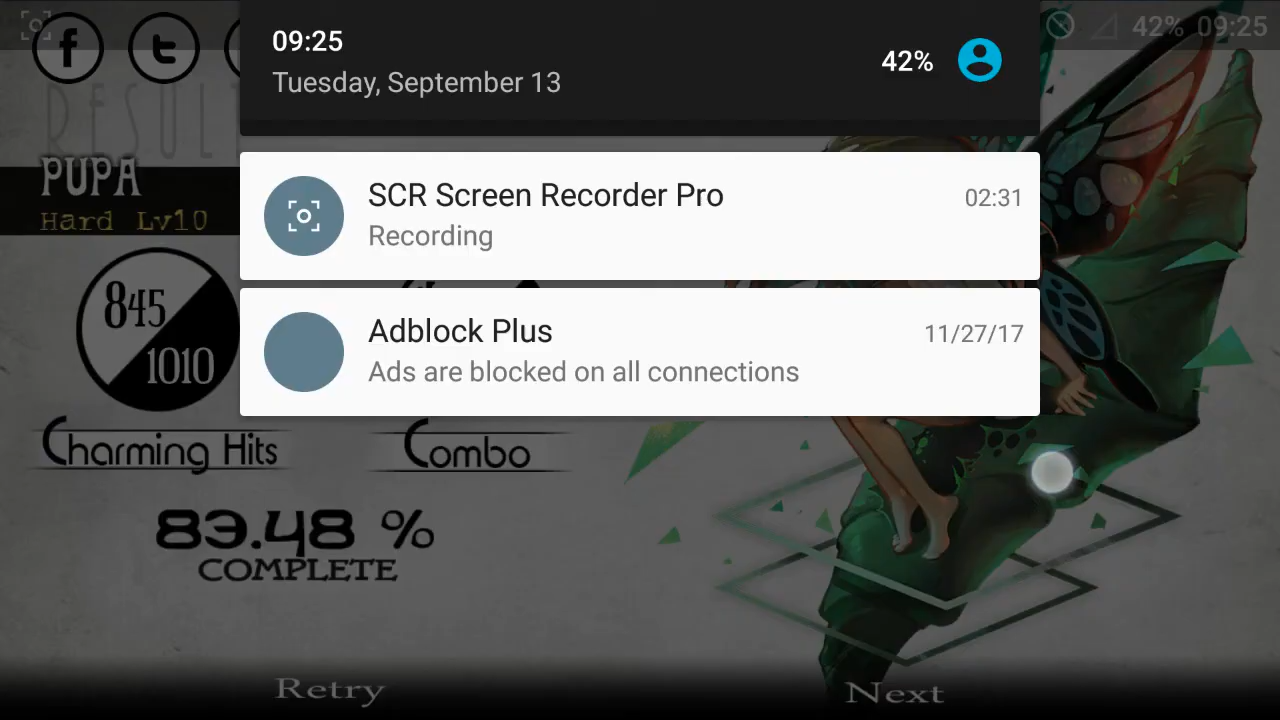 42% 09:25
09:25
Tuesday, September 13
42%
RESULT
PUPA
Hard Lv10
SCR Screen Recorder Pro
02:31
Recording
Adblock Plus
11/27/17
Ads are blocked on all connections
845
1010
Charming Hits
Combo
83.48 %
COMPLETE
Retry
Next